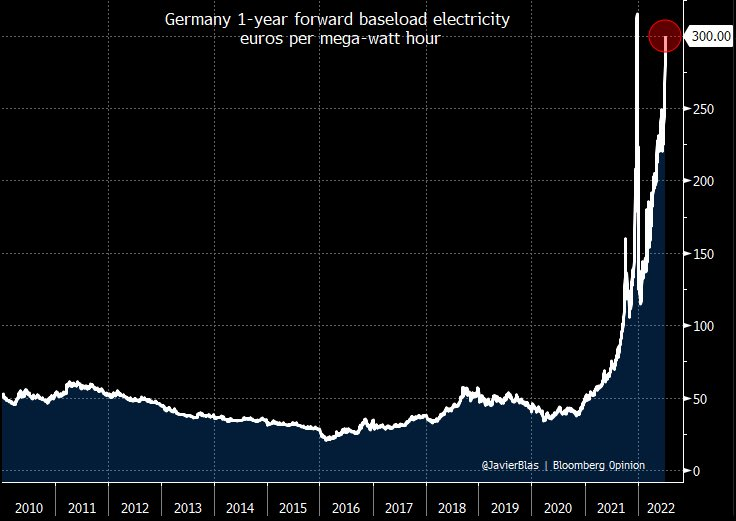 Germany 1-year forward baseload electricity
euros per mega-watt hour
300.00
250
200
150
100
50
0
@JavierBlas | Bloomberg Opinion
2010 2011 2012 2013 2014 2015 2016 2017 2018 2019 2020 2021 2022